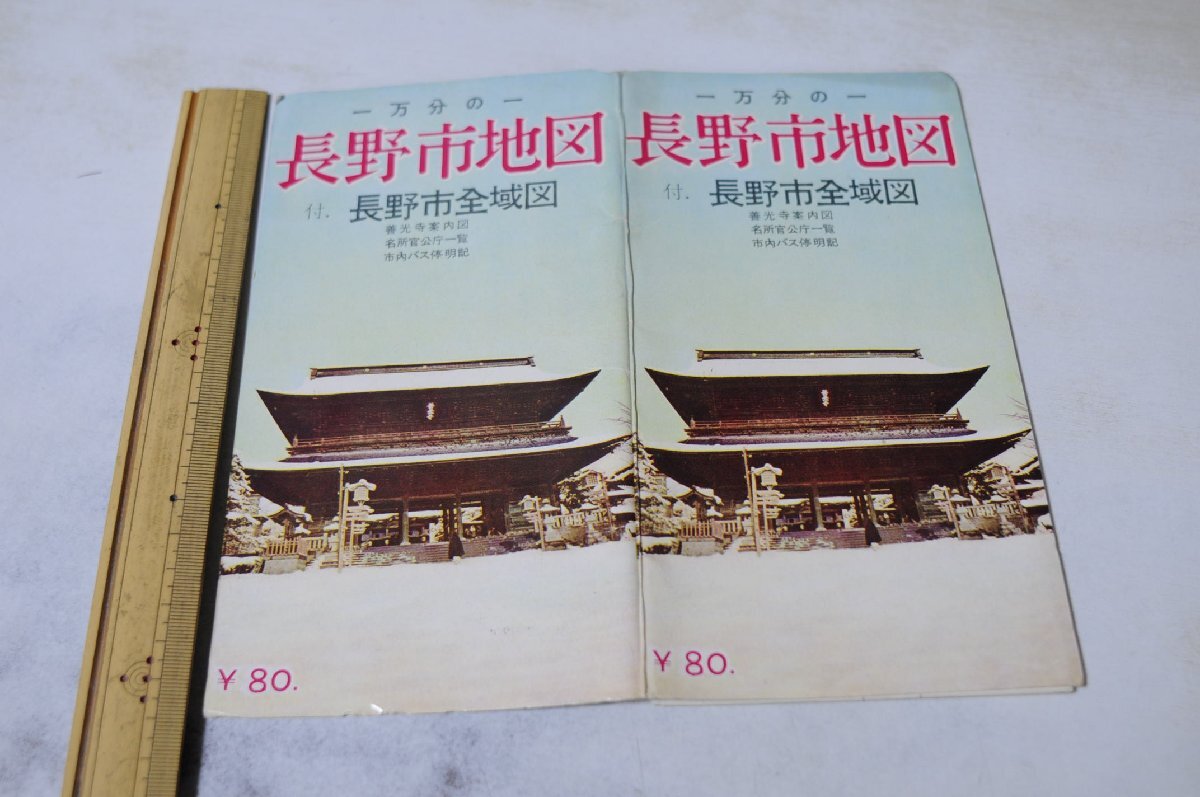 一万分の一
長野市地図
付. 長野市全域図
善光寺案内図
名所官公庁一覧
市内バス停明記
¥80.
一万分の一
長野市地図
付. 長野市全域図
善光寺案内図
名所官公庁一覧
市内バス停明記
¥80.